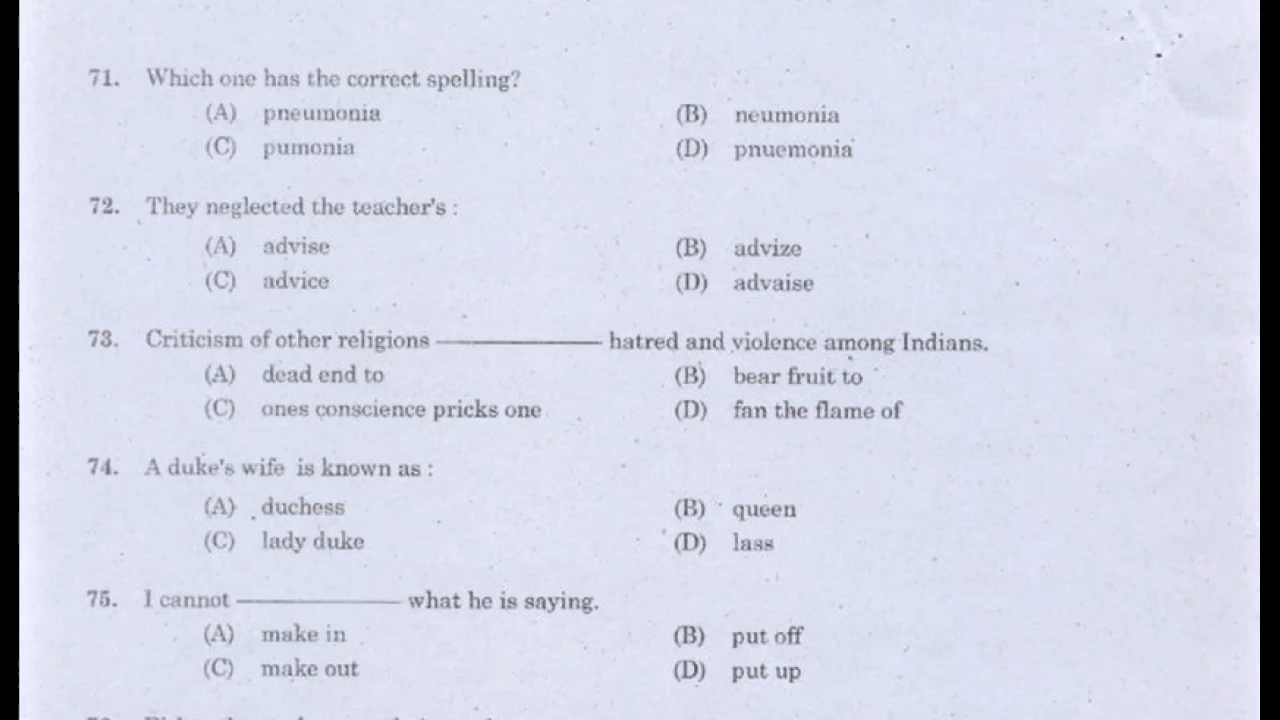 71. Which one has the correct spelling?
(A) pneumonia (B) neumonia
(C) pumonia (D) pnuemonia
72. They neglected the teacher's :
(A) advise (B) advize
(C) advice (D) advaise
73. Criticism of other religions ———— hatred and violence among Indians.
(A) dead end to (B) bear fruit to
(C) ones conscience pricks one (D) fan the flame of
74. A duke's wife is known as :
(A) duchess (B) queen
(C) lady duke (D) lass
75. I cannot ———— what he is saying.
(A) make in (B) put off
(C) make out (D) put up